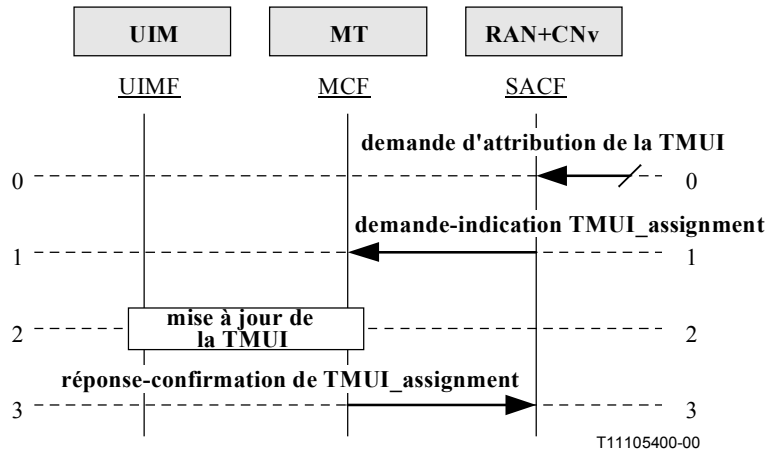 UIM MT RAN+CNv
UIMF MCF SACF
demande d'attribution de la TMUI
0 0
demande-indication TMUI_assignment
1 1
mise à jour de
la TMUI
2 2
réponse-confirmation de TMUI_assignment
3 3
T11105400-00